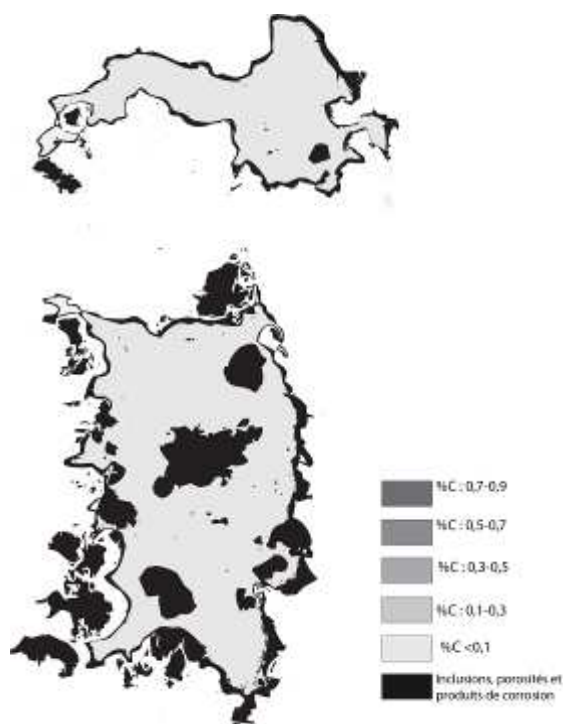 %C : 0,7-0,9
%C : 0,5-0,7
%C : 0,3-0,5
%C : 0,1-0,3
%C <0,1
Inclusions, porosités et
produits de corrosion